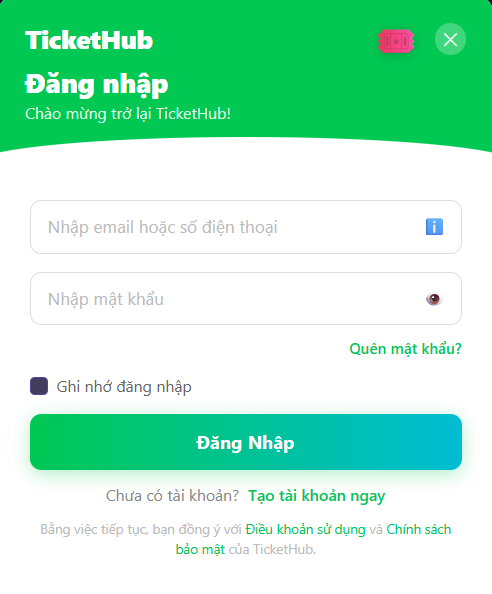 TicketHub
Đăng nhập
Chào mừng trở lại TicketHub!
Nhập email hoặc số điện thoại
Nhập mật khẩu
Quên mật khẩu?
Ghi nhớ đăng nhập
Đăng Nhập
Chưa có tài khoản? Tạo tài khoản ngay
Bằng việc tiếp tục, bạn đồng ý với Điều khoản sử dụng và Chính sách
bảo mật của TicketHub.